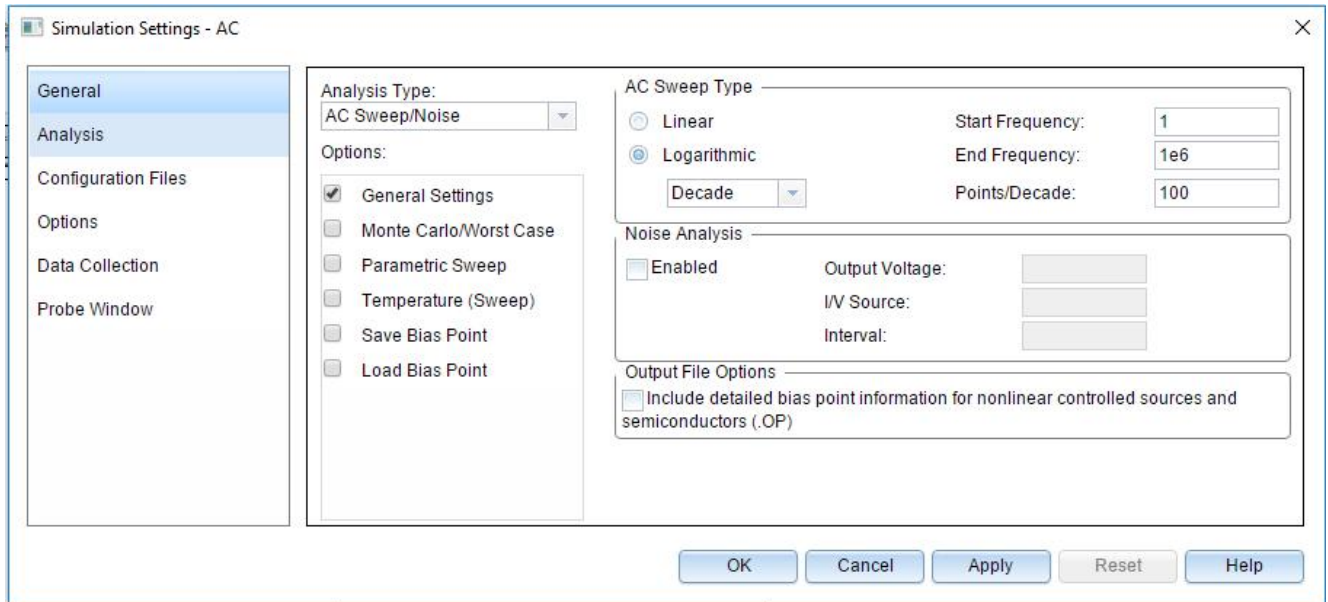 Simulation Settings - AC
General
Analysis
Configuration Files
Options
Data Collection
Probe Window
Analysis Type:
AC Sweep/Noise
Options:
General Settings
Monte Carlo/Worst Case
Parametric Sweep
Temperature (Sweep)
Save Bias Point
Load Bias Point
AC Sweep Type
Linear
Logarithmic
Decade
Start Frequency: 1
End Frequency: 1e6
Points/Decade: 100
Noise Analysis
Enabled
Output Voltage:
I/V Source:
Interval:
Output File Options
Include detailed bias point information for nonlinear controlled sources and
semiconductors (.OP)
OK Cancel Apply Reset Help